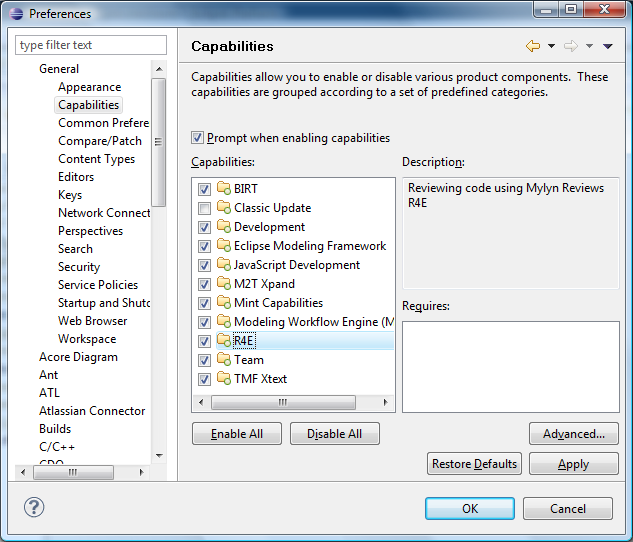 Preferences
type filter text
General
Appearance
Capabilities
Common Prefere
Compare/Patch
Content Types
Editors
Keys
Network Connect
Perspectives
Search
Security
Service Policies
Startup and Shutd
Web Browser
Workspace
Acore Diagram
Ant
ATL
Atlassian Connector
Builds
C/C++
CDO
Capabilities
Capabilities allow you to enable or disable various product components.  These
capabilities are grouped according to a set of predefined categories.
Prompt when enabling capabilities
Capabilities:
BIRT
Classic Update
Development
Eclipse Modeling Framework
JavaScript Development
M2T Xpand
Mint Capabilities
Modeling Workflow Engine (M
R4E
Team
TMF Xtext
Enable All
Disable All
Description:
Reviewing code using Mylyn Reviews
R4E
Requires:
Advanced...
Restore Defaults
Apply
?
OK
Cancel